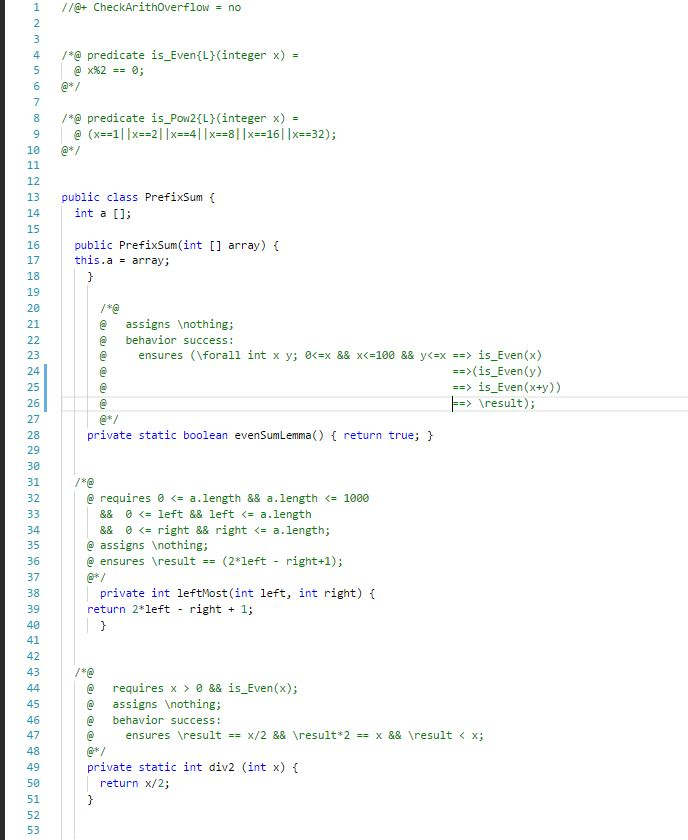 1 //@+ CheckArithOverflow = no
2
3
4 /*@ predicate is_Even{L}(integer x) =
5 @ x%2 == 0;
6 @*/
7
8 /*@ predicate is_Pow2{L}(integer x) =
9 @ (x==1||x==2||x==4||x==8||x==16||x==32);
10 @*/
11
12
13 public class PrefixSum {
14 int a [];
15
16 public PrefixSum(int [] array) {
17 this.a = array;
18 }
19
20 /*@
21 @ assigns \nothing;
22 @ behavior success:
23 @ ensures (\forall int x y; 0<=x && x<=100 && y<=x ==> is_Even(x)
24 @ ==>(is_Even(y)
25 @ ==> is_Even(x+y))
26 @ ==> \result);
27 @*/
28 private static boolean evenSumLemma() { return true; }
29
30
31 /*@
32 @ requires 0 <= a.length && a.length <= 1000
33 && 0 <= left && left <= a.length
34 && 0 <= right && right <= a.length;
35 @ assigns \nothing;
36 @ ensures \result == (2*left - right+1);
37 @*/
38 private int leftMost(int left, int right) {
39 return 2*left - right + 1;
40 }
41
42
43 /*@
44 @ requires x > 0 && is_Even(x);
45 @ assigns \nothing;
46 @ behavior success:
47 @ ensures \result == x/2 && \result*2 == x && \result < x;
48 @*/
49 private static int div2 (int x) {
50 return x/2;
51 }
52
53